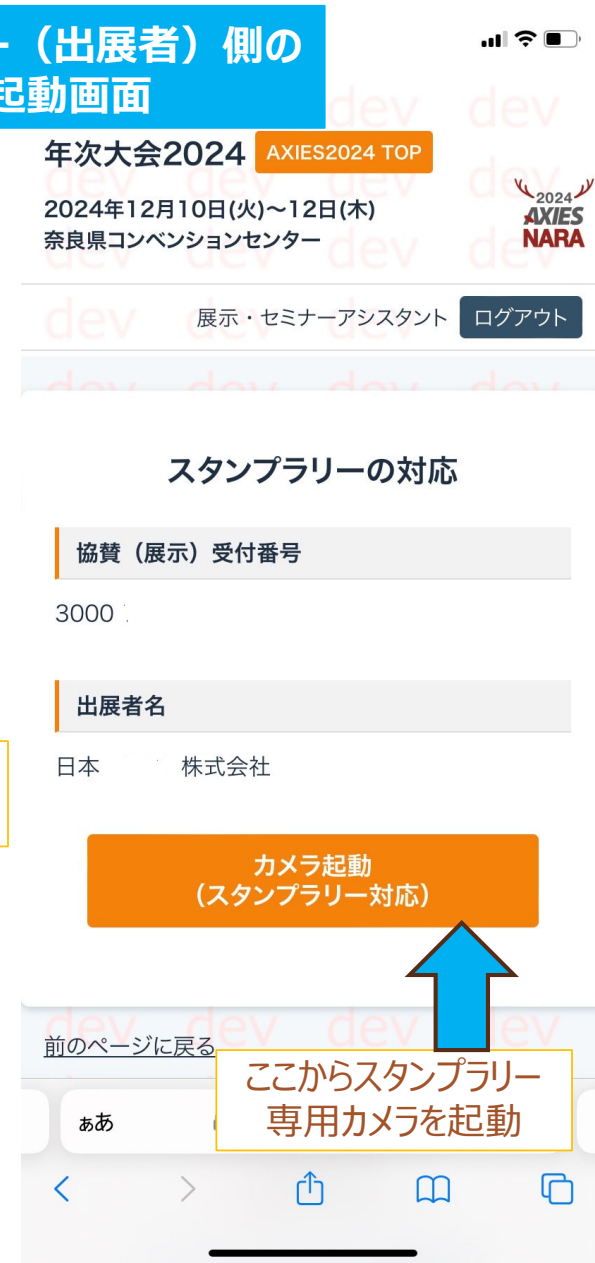 （出展者）側の
起動画面
年次大会2024 AXIES2024 TOP
2024年12月10日(火)～12日(木)
奈良県コンベンションセンター
2024
AXIES
NARA
展示・セミナーアシスタント ログアウト
スタンプラリーの対応
協賛（展示）受付番号
3000
出展者名
日本 株式会社
カメラ起動
（スタンプラリー対応）
前のページに戻る
ここからスタンプラリー
専用カメラを起動
ぁあ
dev dev dev dev